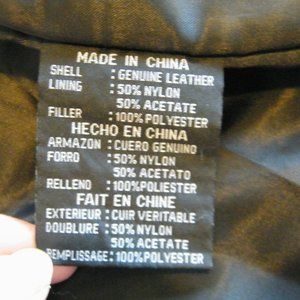 MADE IN CHINA
SHELL : GENUINE LEATHER
LINING : 50% NYLON
50% ACETATE
FILLER : 100% POLYESTER
HECHO EN CHINA
ARMAZON : CUERO GENUINO
FORRO : 50% NYLON
50% ACETATO
RELLENO : 100% POLIESTER
FAIT EN CHINE
EXTERIEUR : CUIR VERITABLE
DOUBLURE : 50% NYLON
50% ACETATE
REMPLISSAGE: 100% POLYESTER